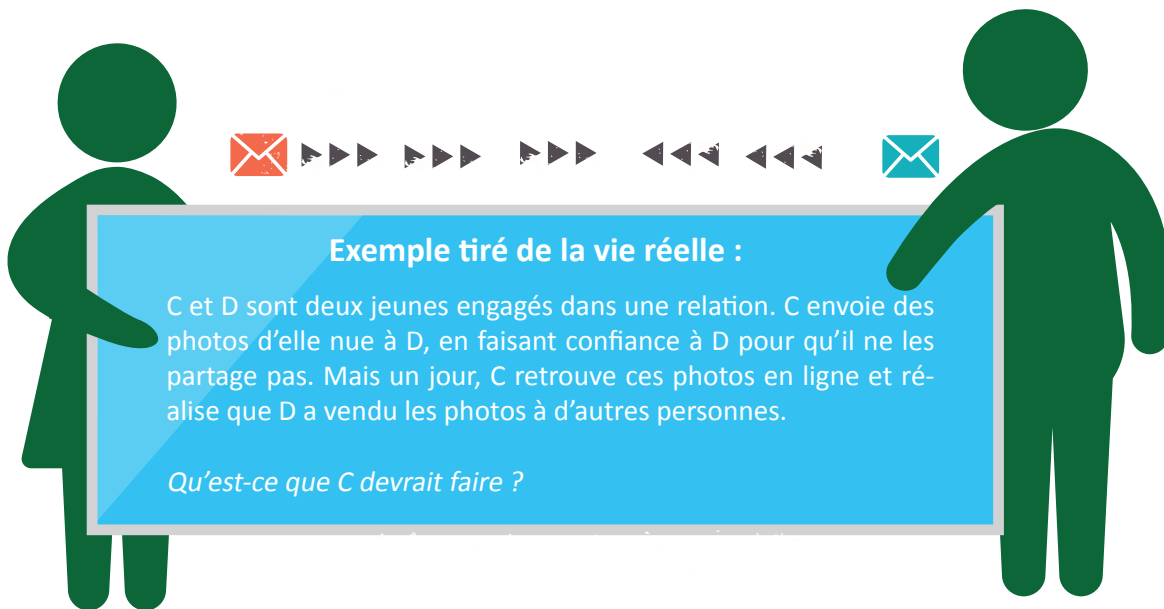 Exemple tiré de la vie réelle :
C et D sont deux jeunes engagés dans une relation. C envoie des
photos d’elle nue à D, en faisant confiance à D pour qu’il ne les
partage pas. Mais un jour, C retrouve ces photos en ligne et ré-
alise que D a vendu les photos à d’autres personnes.
Qu’est-ce que C devrait faire ?